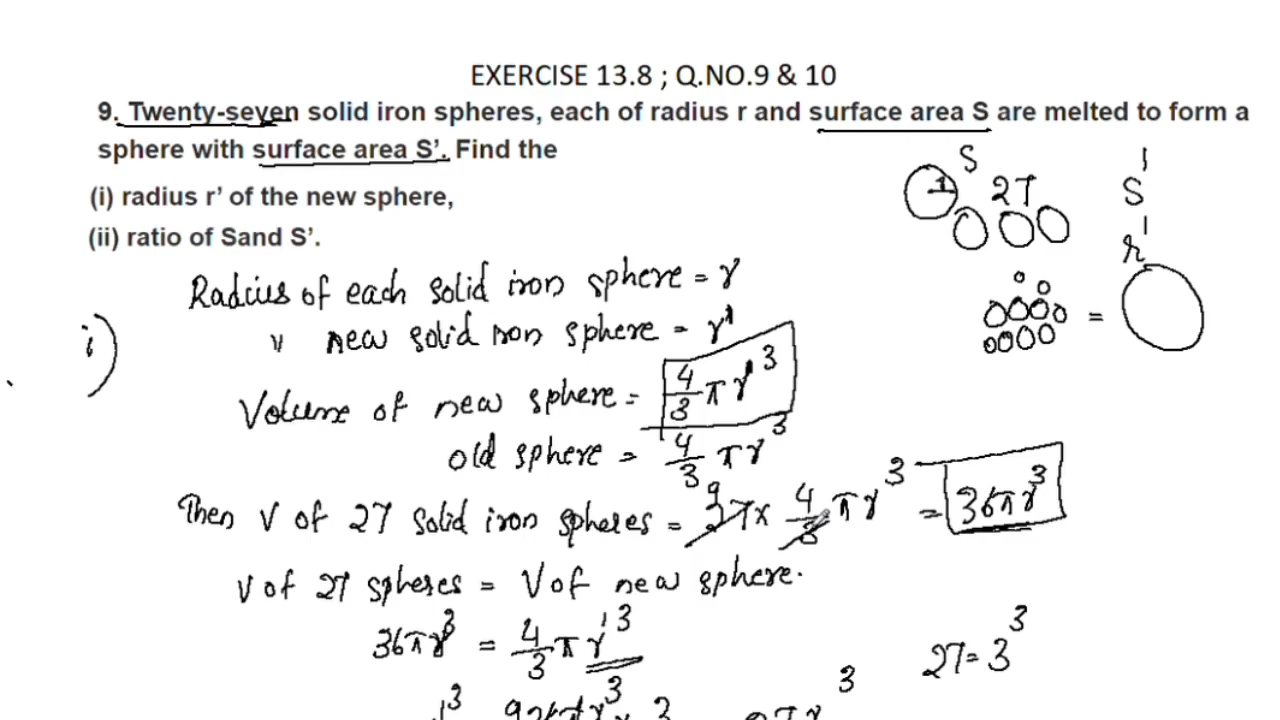 EXERCISE 13.8 ; Q.NO.9 & 10
9. Twenty-seven solid iron spheres, each of radius r and surface area S are melted to form a
sphere with surface area S’. Find the
(i) radius r’ of the new sphere,
(ii) ratio of Sand S’.
S 27
S'
r'
1
=
i)
Radius of each solid iron sphere = r
" new solid iron sphere = r'
Volume of new sphere = 4/3 π r'³
old sphere = 4/3 π r³
Then V of 27 solid iron spheres = 27 9 × 4/3 π r³ = 36πr³
V of 27 spheres = V of new sphere.
36πr³ = 4/3 π r'³
27 = 3³